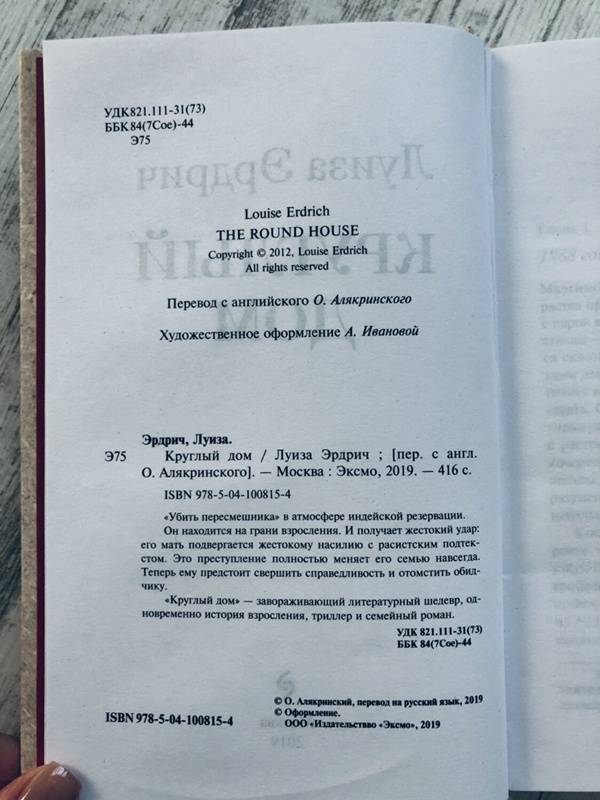 УДК821.111-31(73)
ББК 84(7Сое)-44
Э75
Louise Erdrich
THE ROUND HOUSE
Copyright © 2012, Louise Erdrich
All rights reserved
Перевод с английского О. Алякринского
Художественное оформление А. Ивановой
Эрдрич, Луиза.
Э75 Круглый дом / Луиза Эрдрич ; [пер. с англ.
О. Алякринского]. — Москва : Эксмо, 2019. — 416 с.
ISBN 978-5-04-100815-4
«Убить пересмешника» в атмосфере индейской резервации.
Он находится на грани взросления. И получает жестокий удар:
его мать подвергается жестокому насилию с расистским подтек-
стом. Это преступление полностью меняет его семью навсегда.
Теперь ему предстоит свершить справедливость и отомстить обид-
чику.
«Круглый дом» — завораживающий литературный шедевр, од-
новременно история взросления, триллер и семейный роман.
УДК 821.111-31(73)
ББК 84(7Сое)-44
© О. Алякринский, перевод на русский язык, 2019
© Оформление.
ООО «Издательтвво «Эксмо», 2019
ISBN 978-5-04-100815-4